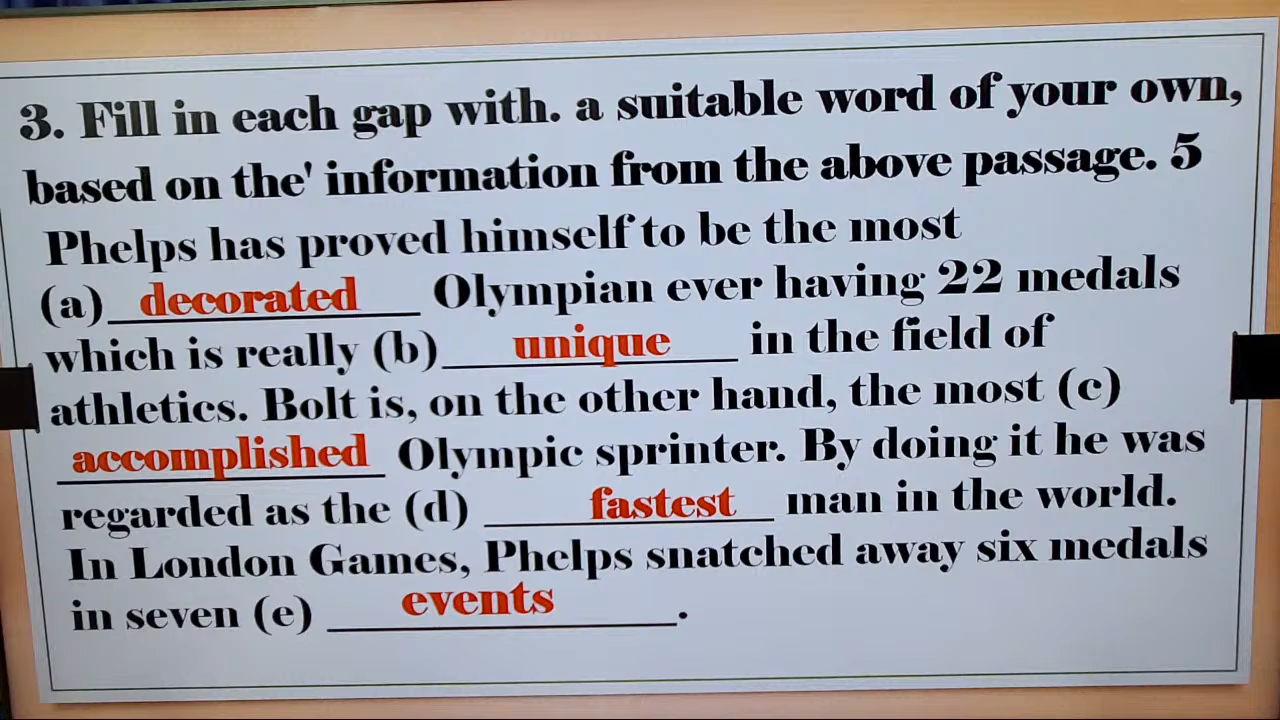 3. Fill in each gap with. a suitable word of your own,
based on the' information from the above passage. 5
Phelps has proved himself to be the most
(a) decorated Olympian ever having 22 medals
which is really (b) unique in the field of
athletics. Bolt is, on the other hand, the most (c)
accomplished Olympic sprinter. By doing it he was
regarded as the (d) fastest man in the world.
In London Games, Phelps snatched away six medals
in seven (e) events.